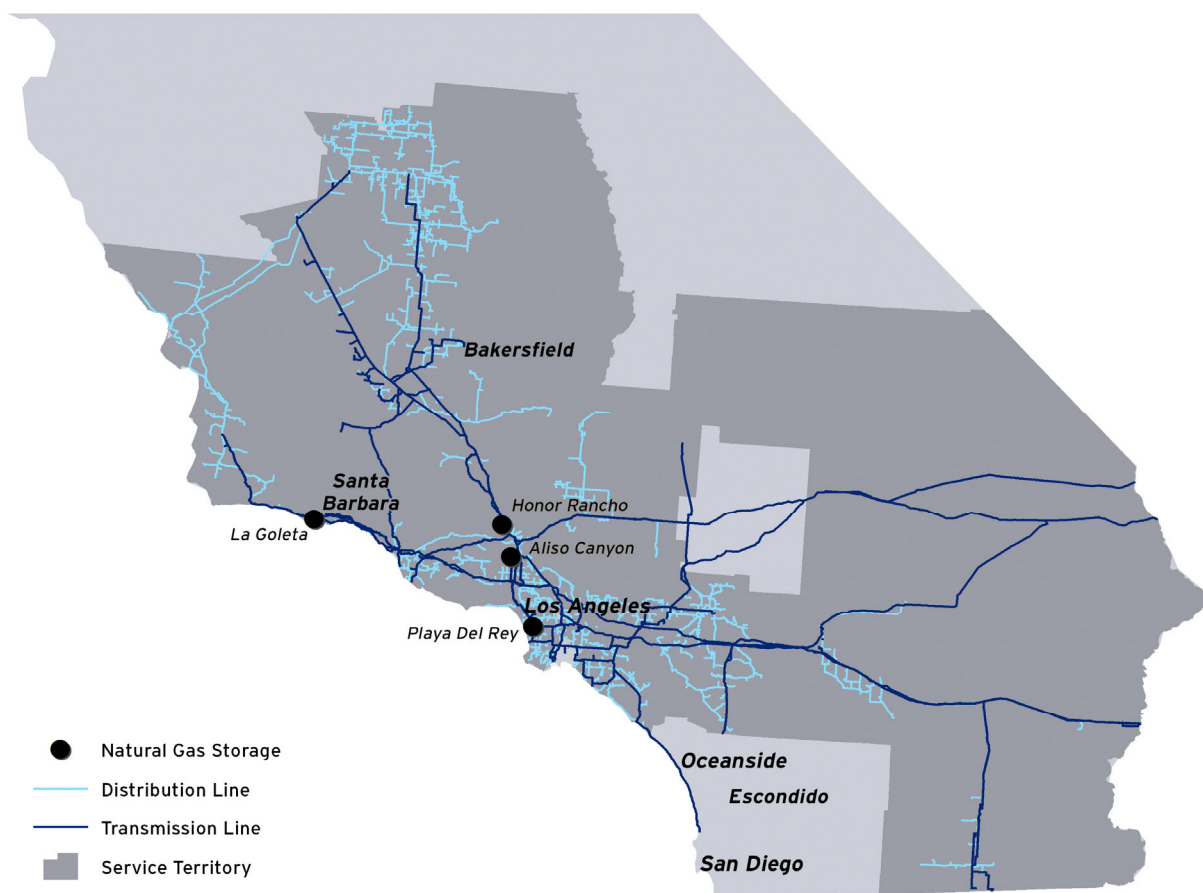 Bakersfield
Santa
Barbara
Honor Rancho
La Goleta
Aliso Canyon
Los Angeles
Playa Del Rey
Natural Gas Storage
Oceanside
Distribution Line
Escondido
Transmission Line
San Diego
Service Territory